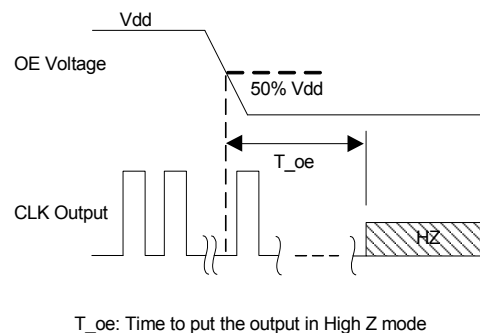 Vdd
OE Voltage
50% Vdd
T_oe
CLK Output
HZ
T_oe: Time to put the output in High Z mode